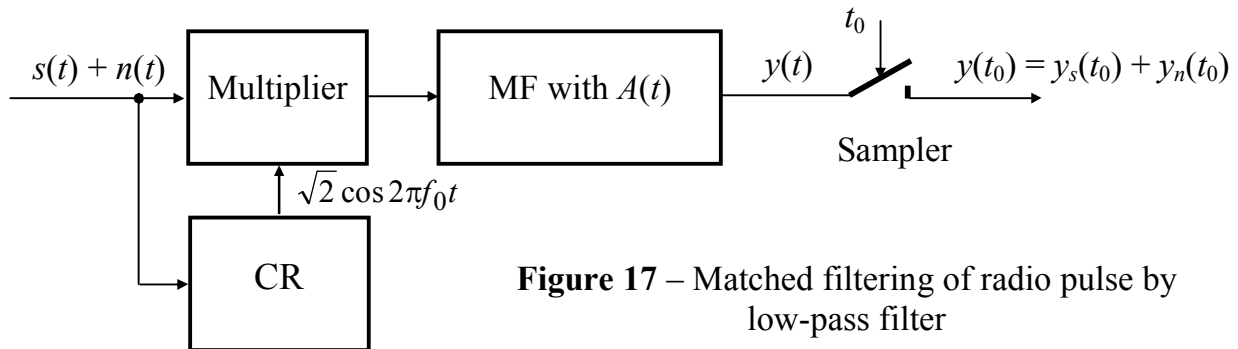 t₀
s(t) + n(t)
Multiplier
MF with A(t)
y(t)
y(t₀) = yₛ(t₀) + yₙ(t₀)
Sampler
√2 cos 2πf₀t
CR
Figure 17 – Matched filtering of radio pulse by
low-pass filter